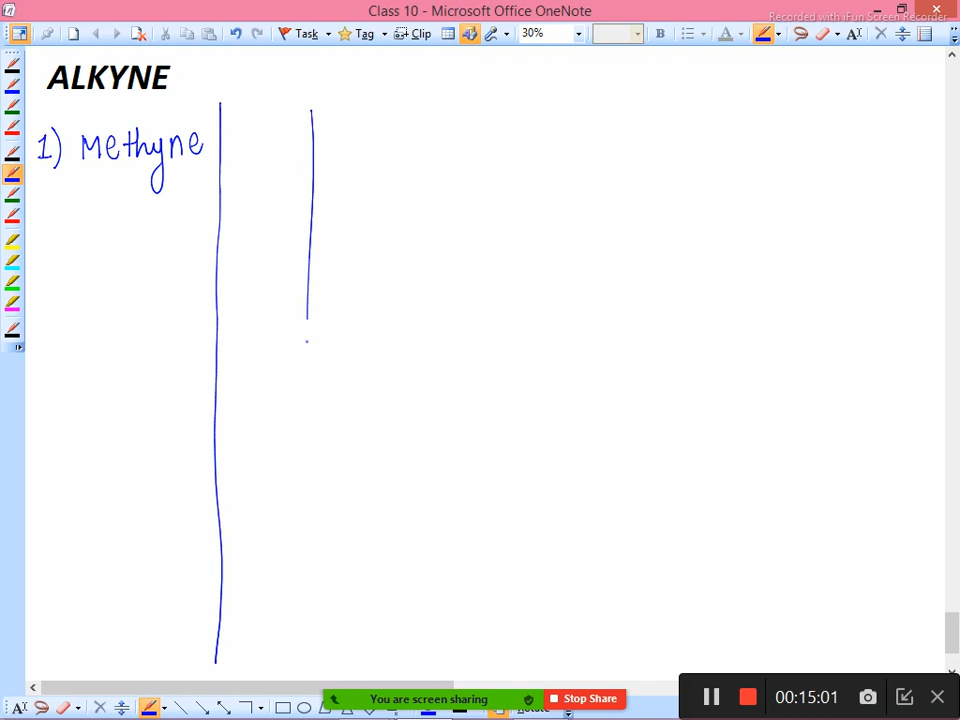 Class 10 - Microsoft Office OneNote
Recorded with iFun Screen Recorder
Task Tag Clip 30% B A
ALKYNE
1) Methyne
You are screen sharing Stop Share
00:15:01